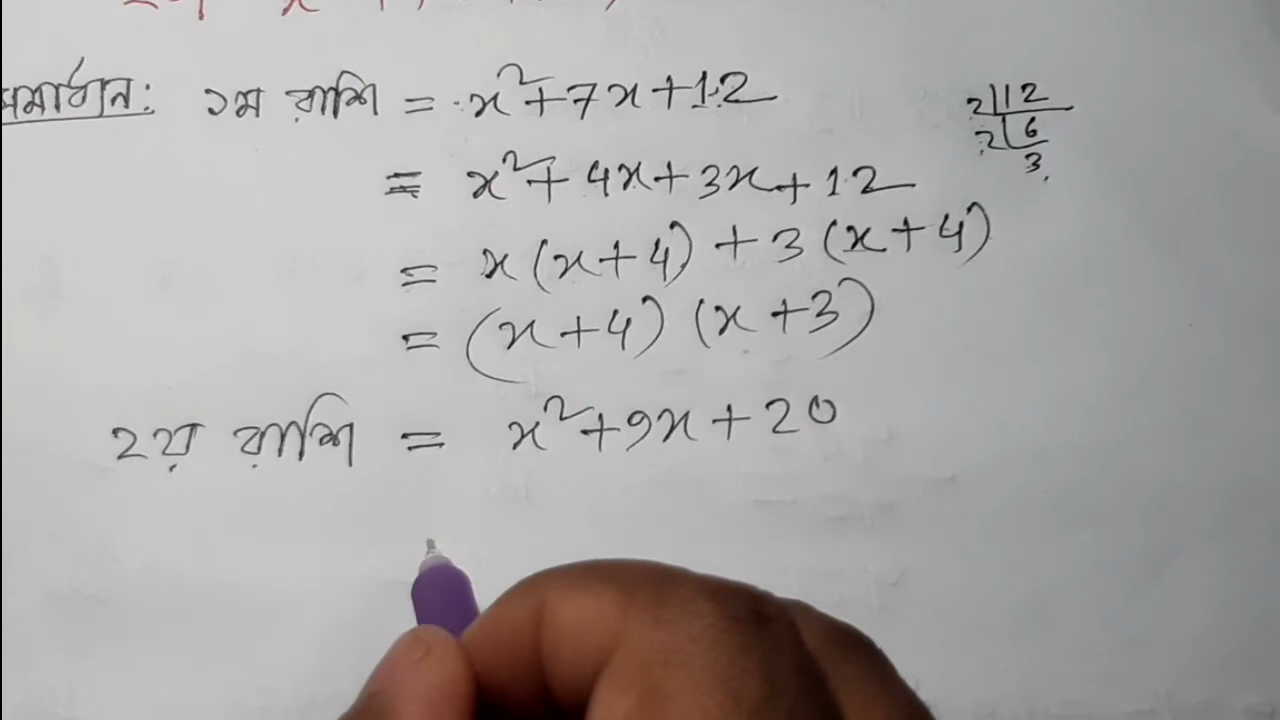 সমাধান: ১ম রাশি = x²+7x+12
= x²+4x+3x+12
= x(x+4)+3(x+4)
= (x+4)(x+3)
2|12
2|6
3
২য় রাশি = x²+9x+20